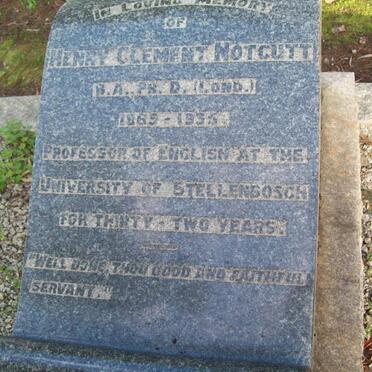 IN LOVING MEMORY
OF
HENRY CLEMENT NOTCUTT
B.A. PH. D. (LOND.)
1865 - 1935.
PROFESSOR OF ENGLISH AT THE
UNIVERSITY OF STELLENBOSCH
FOR THIRTY - TWO YEARS.
"WELL DONE THOU GOOD AND FAITHFUL
SERVANT."